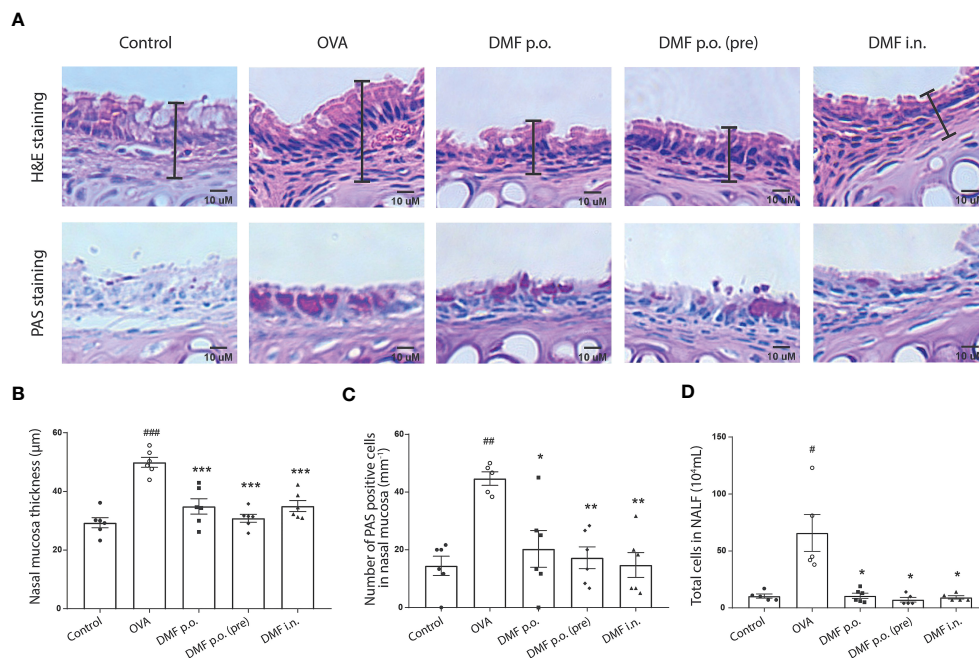 A
Control OVA DMF p.o. DMF p.o. (pre) DMF i.n.
H&E staining
10 uM 10 uM 10 uM 10 uM 10 uM
PAS staining
10 uM 10 uM 10 uM 10 uM 10 uM
B
Nasal mucosa thickness (μm)
60
40
20
0
###
*** *** ***
Control OVA DMF p.o. DMF p.o. (pre) DMF i.n.
C
Number of PAS positive cells
in nasal mucosa (mm⁻¹)
60
40
20
0
##
* ** **
Control OVA DMF p.o. DMF p.o. (pre) DMF i.n.
D
Total cells in NALF (10⁴mL)
150
100
50
0
#
* * *
Control OVA DMF p.o. DMF p.o. (pre) DMF i.n.